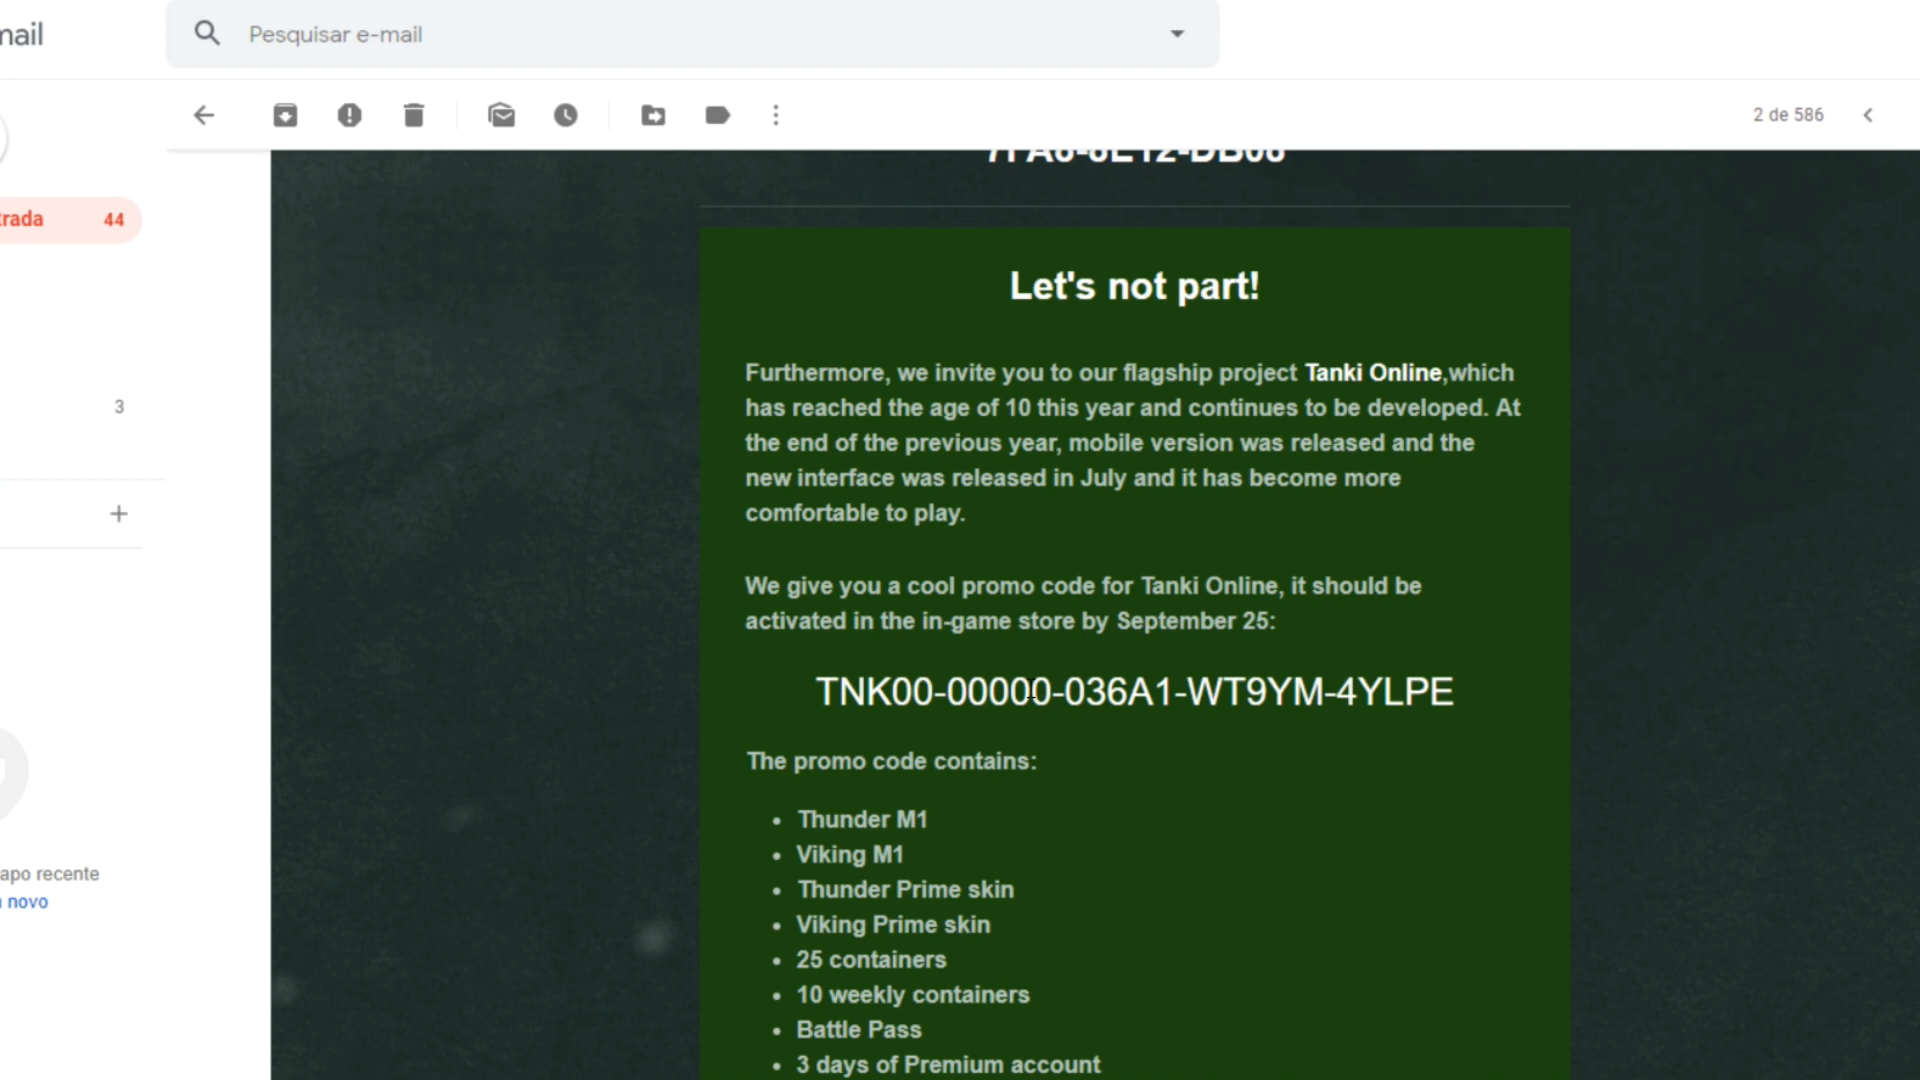 mail
Pesquisar e-mail
2 de 586
trada 44
3
apo recente
novo
Let's not part!
Furthermore, we invite you to our flagship project Tanki Online,which
has reached the age of 10 this year and continues to be developed. At
the end of the previous year, mobile version was released and the
new interface was released in July and it has become more
comfortable to play.
We give you a cool promo code for Tanki Online, it should be
activated in the in-game store by September 25:
TNK00-00000-036A1-WT9YM-4YLPE
The promo code contains:
• Thunder M1
• Viking M1
• Thunder Prime skin
• Viking Prime skin
• 25 containers
• 10 weekly containers
• Battle Pass
• 3 days of Premium account